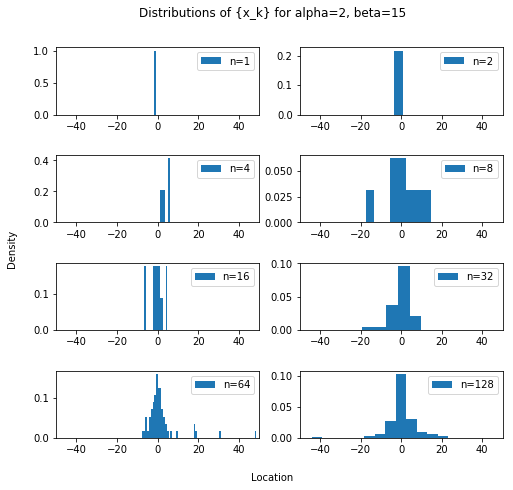 Distributions of {x_k} for alpha=2, beta=15
1.0
0.5
0.0
n=1
−40 −20 0 20 40
0.2
0.1
0.0
n=2
−40 −20 0 20 40
0.4
0.2
0.0
n=4
−40 −20 0 20 40
0.050
0.025
0.000
n=8
−40 −20 0 20 40
Density
0.1
0.0
n=16
−40 −20 0 20 40
0.10
0.05
0.00
n=32
−40 −20 0 20 40
0.1
0.0
n=64
−40 −20 0 20 40
0.10
0.05
0.00
n=128
−40 −20 0 20 40
Location